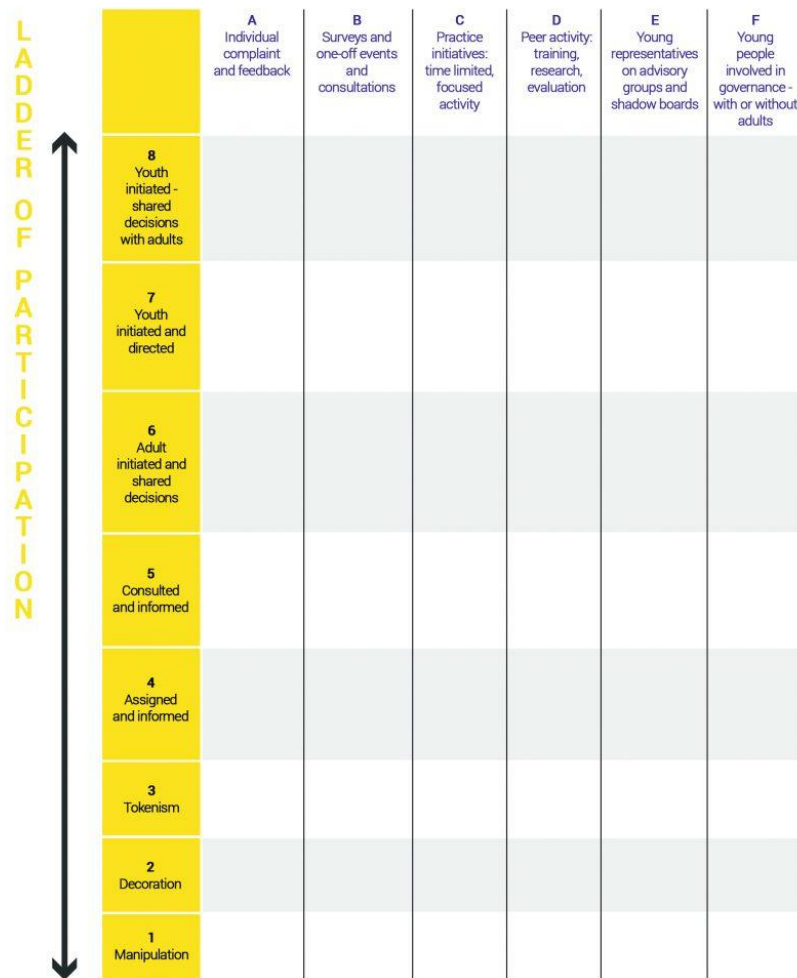 LADDER OF PARTICIPATION
A
Individual
complaint
and feedback
B
Surveys and
one-off events
and
consultations
C
Practice
initiatives:
time limited,
focused
activity
D
Peer activity:
training,
research,
evaluation
E
Young
representatives
on advisory
groups and
shadow boards
F
Young
people
involved in
governance -
with or without
adults
8
Youth
initiated -
shared
decisions
with adults
7
Youth
initiated and
directed
6
Adult
initiated and
shared
decisions
5
Consulted
and informed
4
Assigned
and informed
3
Tokenism
2
Decoration
1
Manipulation